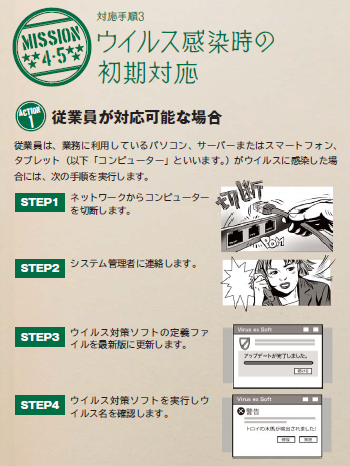 MISSION
4-5
対応手順3
ウイルス感染時の
初期対応
ACTION
1
従業員が対応可能な場合
従業員は、業務に利用しているパソコン、サーバーまたはスマートフォン、
タブレット（以下「コンピューター」といいます。）がウイルスに感染した場
合には、次の手順を実行します。
STEP1
ネットワークからコンピューター
を切断します。
切断
POM
STEP2
システム管理者に連絡します。
STEP3
ウイルス対策ソフトの定義ファ
イルを最新版に更新します。
Virus ex Soft
アップデートが完了しました。
STEP4
ウイルス対策ソフトを実行しウ
イルス名を確認します。
Virus ex Soft
警告
トロイの木馬が検出されました!